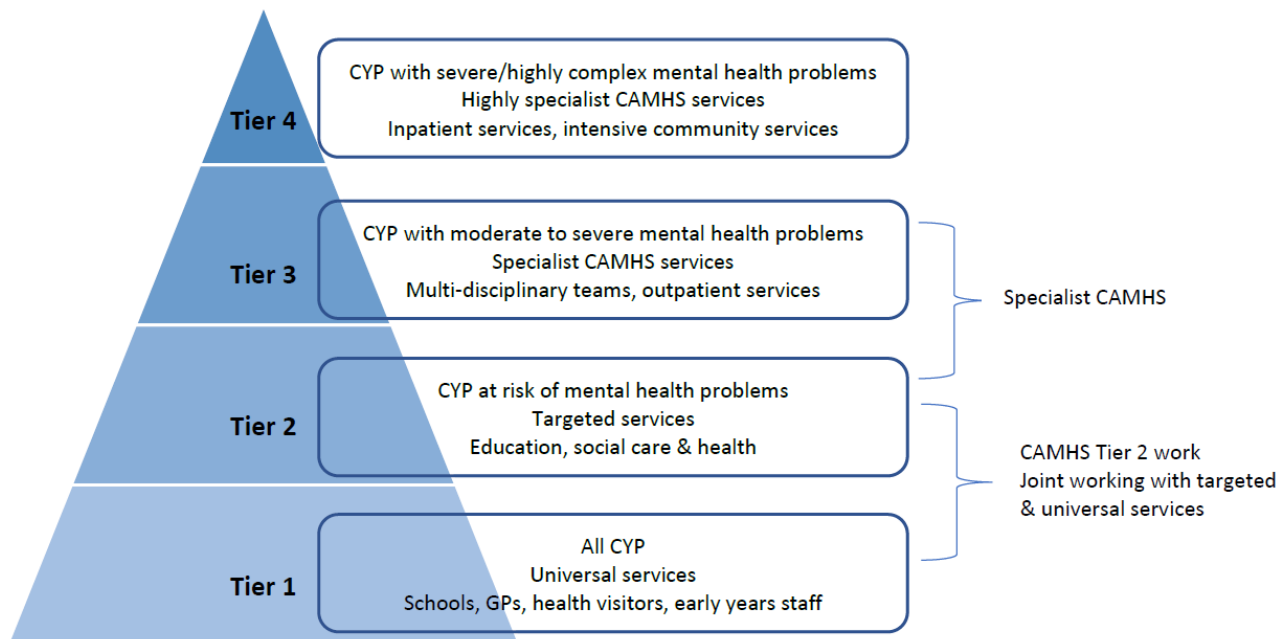 CYP with severe/highly complex mental health problems
Highly specialist CAMHS services
Inpatient services, intensive community services
Tier 4
CYP with moderate to severe mental health problems
Specialist CAMHS services
Multi-disciplinary teams, outpatient services
Tier 3
Specialist CAMHS
CYP at risk of mental health problems
Targeted services
Education, social care & health
Tier 2
CAMHS Tier 2 work
Joint working with targeted
& universal services
All CYP
Universal services
Schools, GPs, health visitors, early years staff
Tier 1